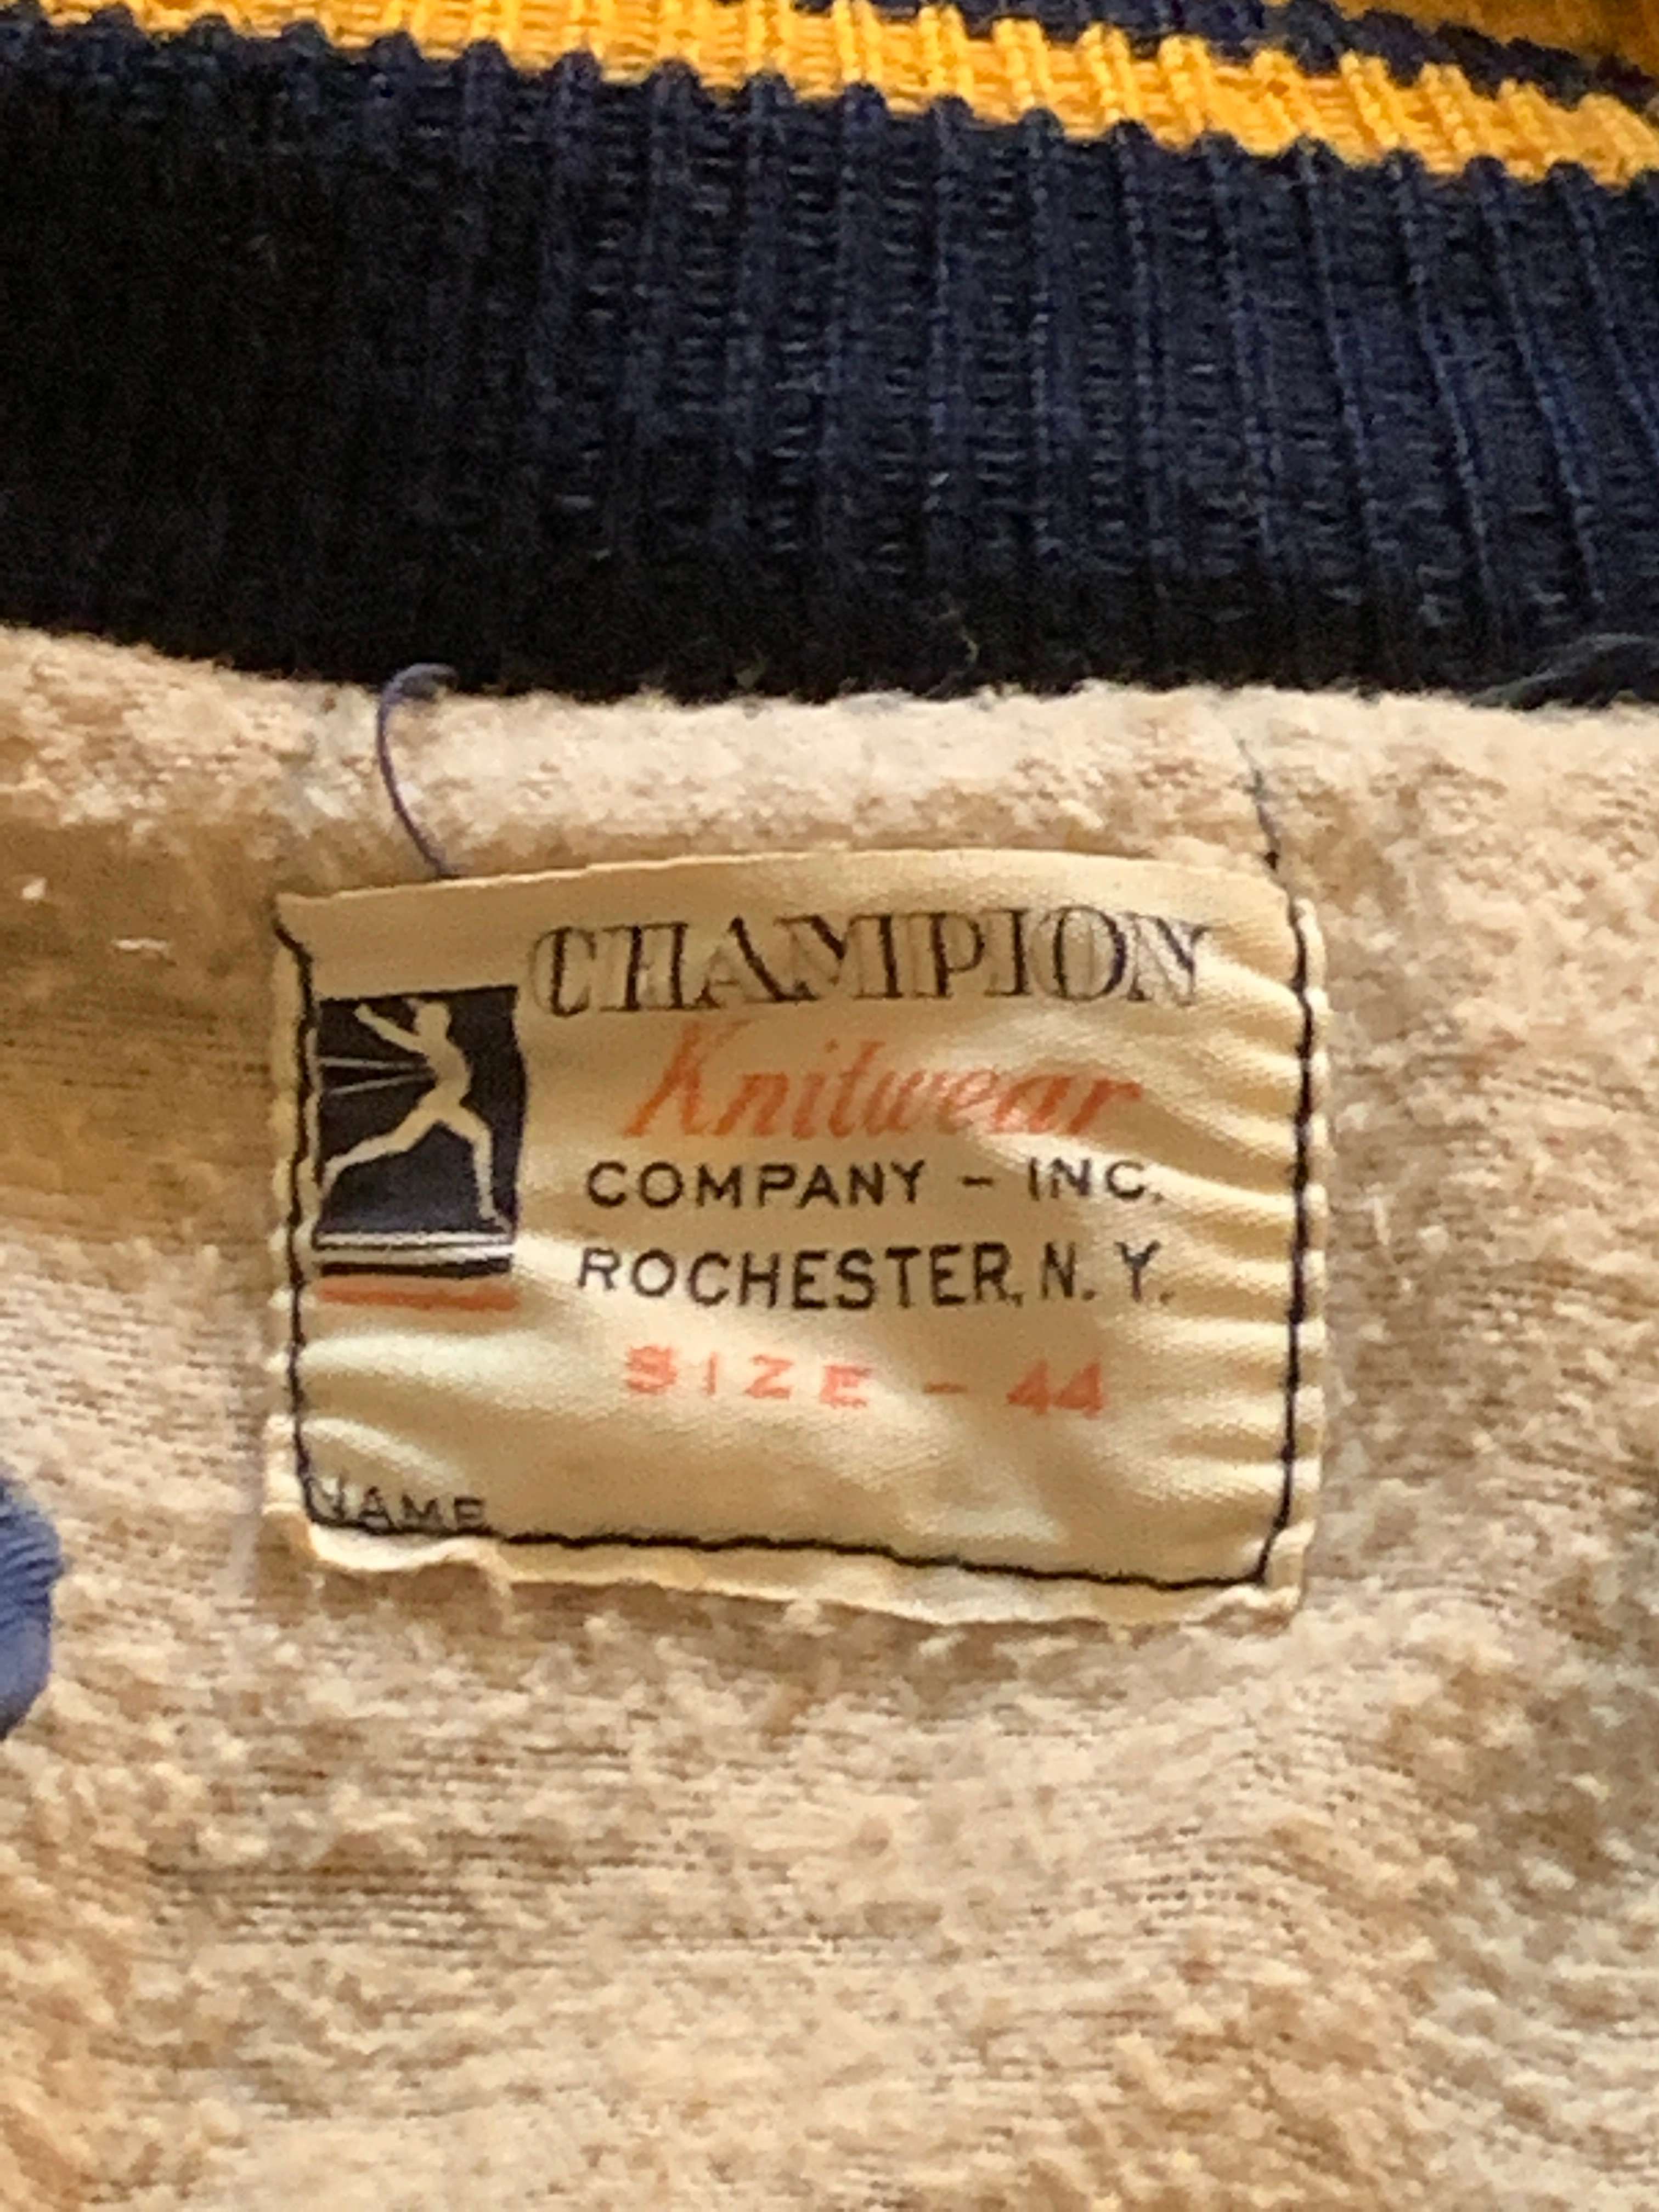 CHAMPION
Knitwear
COMPANY - INC.
ROCHESTER, N. Y.
SIZE - 44
NAME